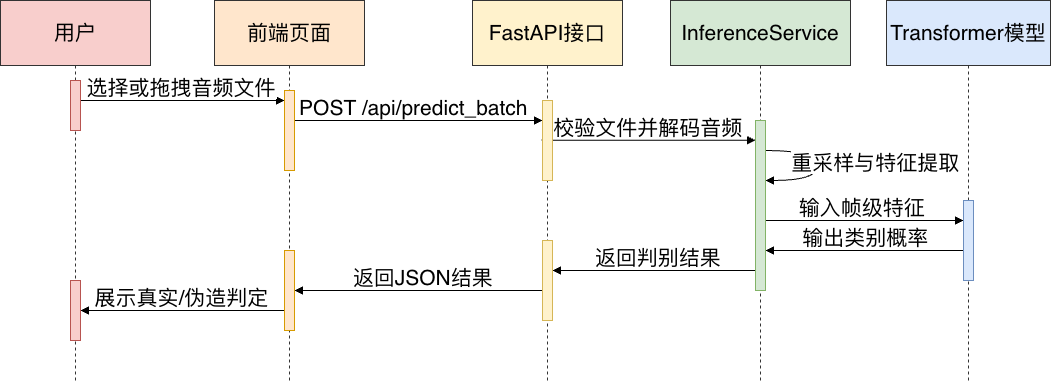 用户
前端页面
FastAPI接口
InferenceService
Transformer模型
选择或拖拽音频文件
POST /api/predict_batch
校验文件并解码音频
重采样与特征提取
输入帧级特征
输出类别概率
返回判别结果
返回JSON结果
展示真实/伪造判定